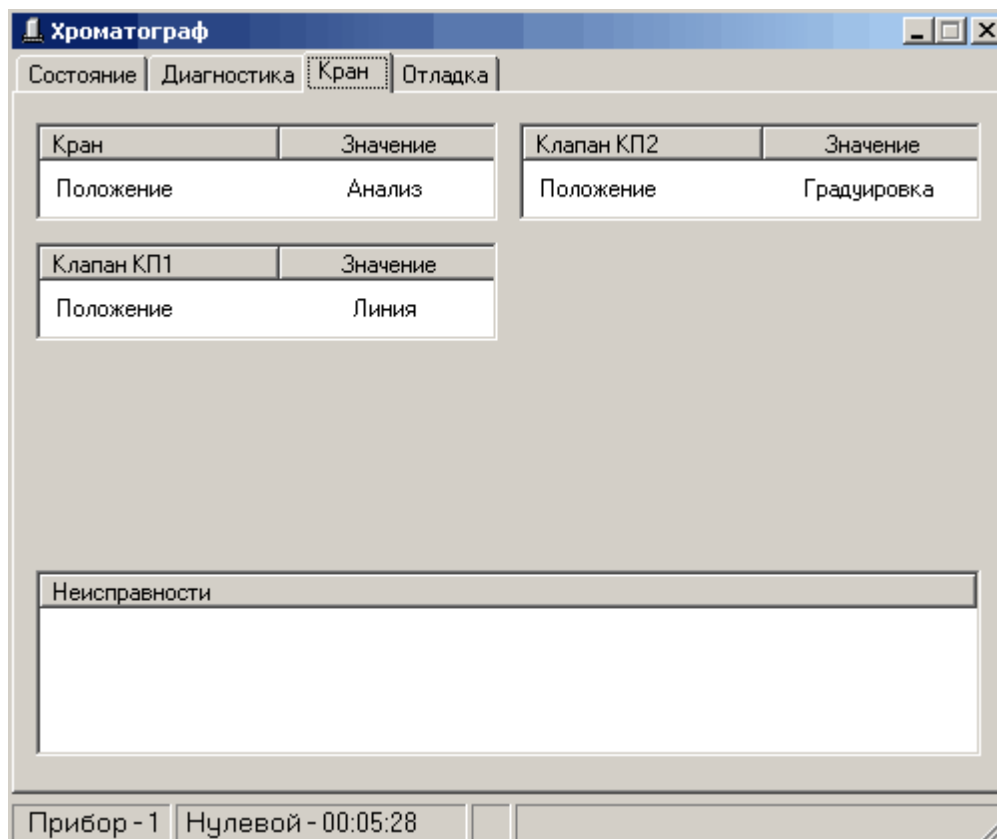 Хроматограф
Состояние Диагностика Кран Отладка
Кран Значение
Положение Анализ
Клапан КП2 Значение
Положение Градуировка
Клапан КП1 Значение
Положение Линия
Неисправности
Прибор - 1 Нулевой - 00:05:28